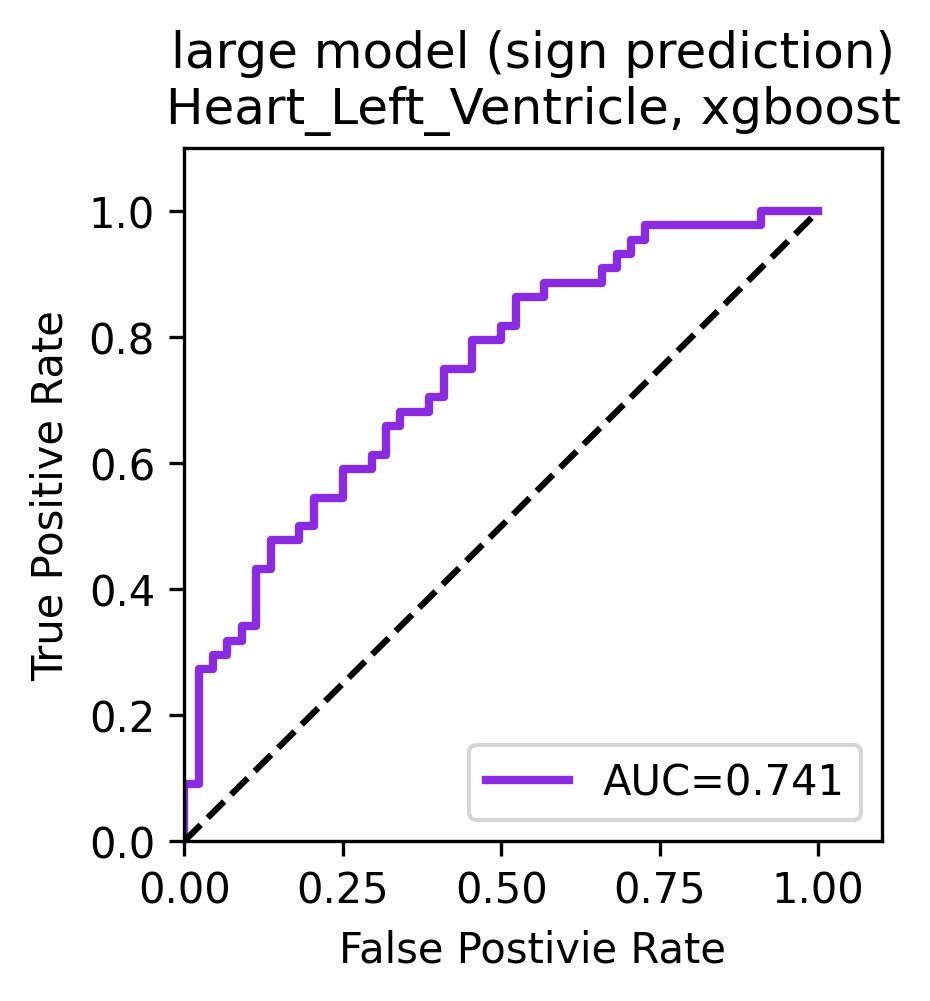 large model (sign prediction)
Heart_Left_Ventricle, xgboost
True Positive Rate
1.0
0.8
0.6
0.4
0.2
0.0
AUC=0.741
0.00 0.25 0.50 0.75 1.00
False Postivie Rate